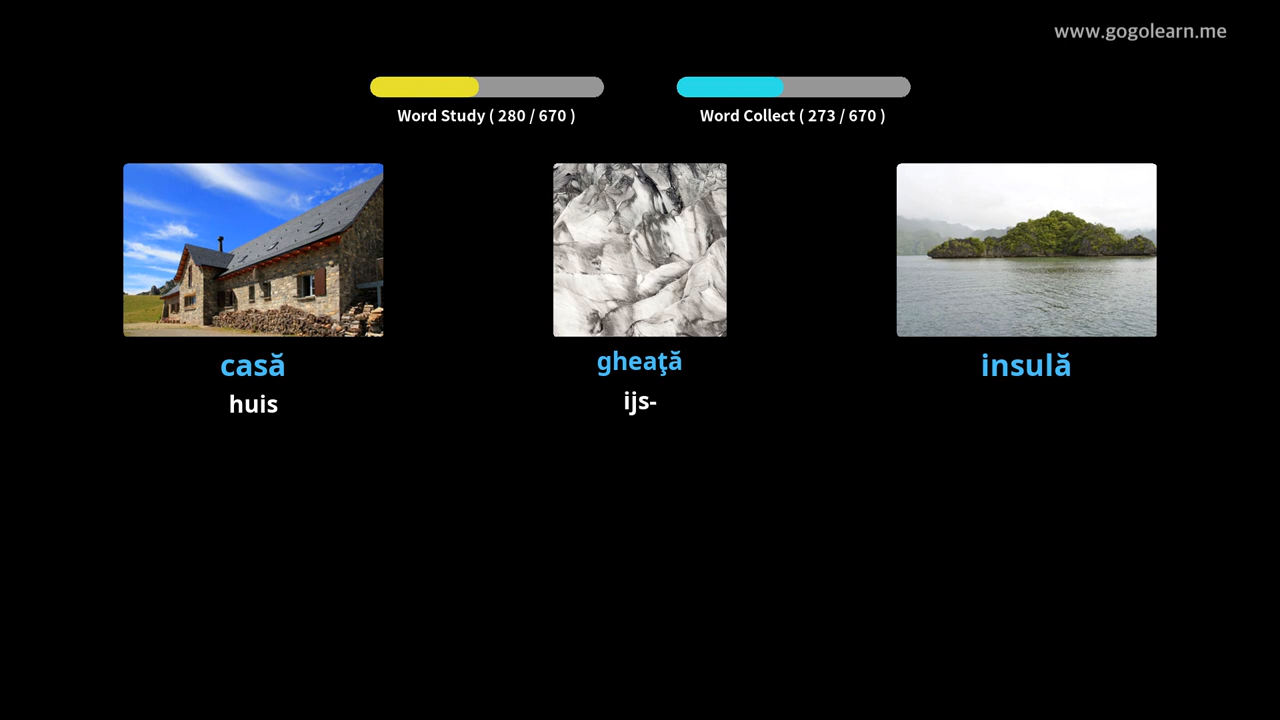 www.gogolearn.me
Word Study ( 280 / 670 )
Word Collect ( 273 / 670 )
casă
huis
gheaţă
ijs-
insulă